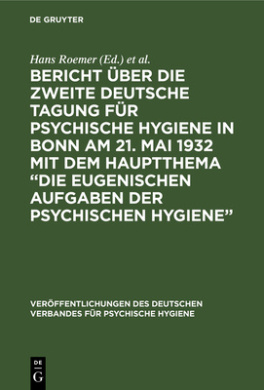 DE GRUYTER
Hans Roemer (Ed.) et al.
BERICHT ÜBER DIE ZWEITE DEUTSCHE
TAGUNG FÜR
PSYCHISCHE HYGIENE IN BONN AM 21. MAI 1932
MIT DEM HAUPTTHEMA
“DIE EUGENISCHEN
AUFGABEN DER
PSYCHISCHEN HYGIENE”
VERÖFFENTLICHUNGEN DES DEUTSCHEN
VERBANDES FÜR PSYCHISCHE HYGIENE
DE
G